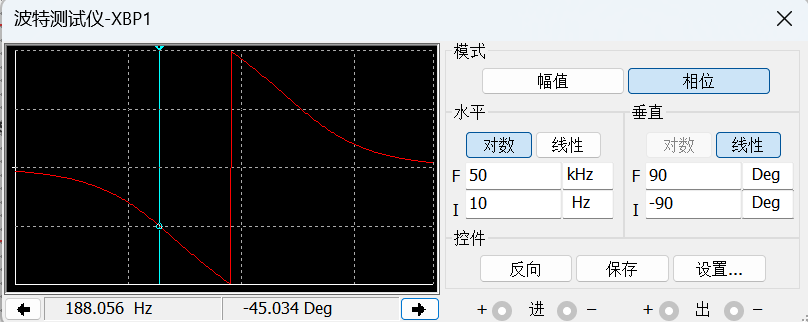 波特测试仪-XBP1
模式
幅值 相位
水平 垂直
对数 线性 对数 线性
F 50 kHz F 90 Deg
I 10 Hz I -90 Deg
控件
反向 保存 设置...
188.056 Hz -45.034 Deg + 进 − + 出 −